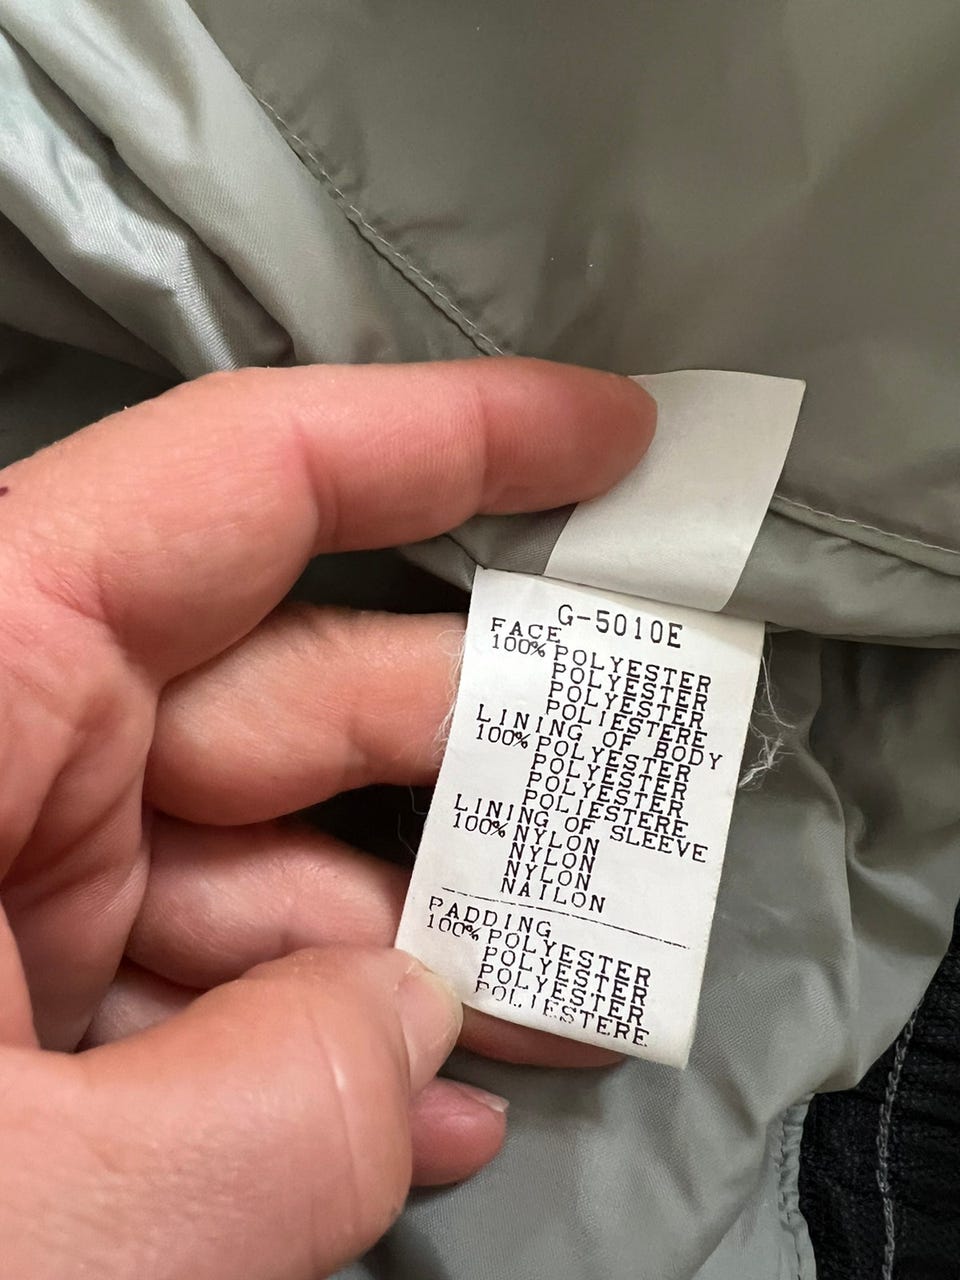 G-5010E
FACE
100% POLYESTER
POLYESTER
POLYESTER
POLIESTERE
LINING OF BODY
100% POLYESTER
POLYESTER
POLYESTER
POLIESTERE
LINING OF SLEEVE
100% NYLON
NYLON
NYLON
NAILON
PADDING
100% POLYESTER
POLYESTER
POLYESTER
POLIESTERE